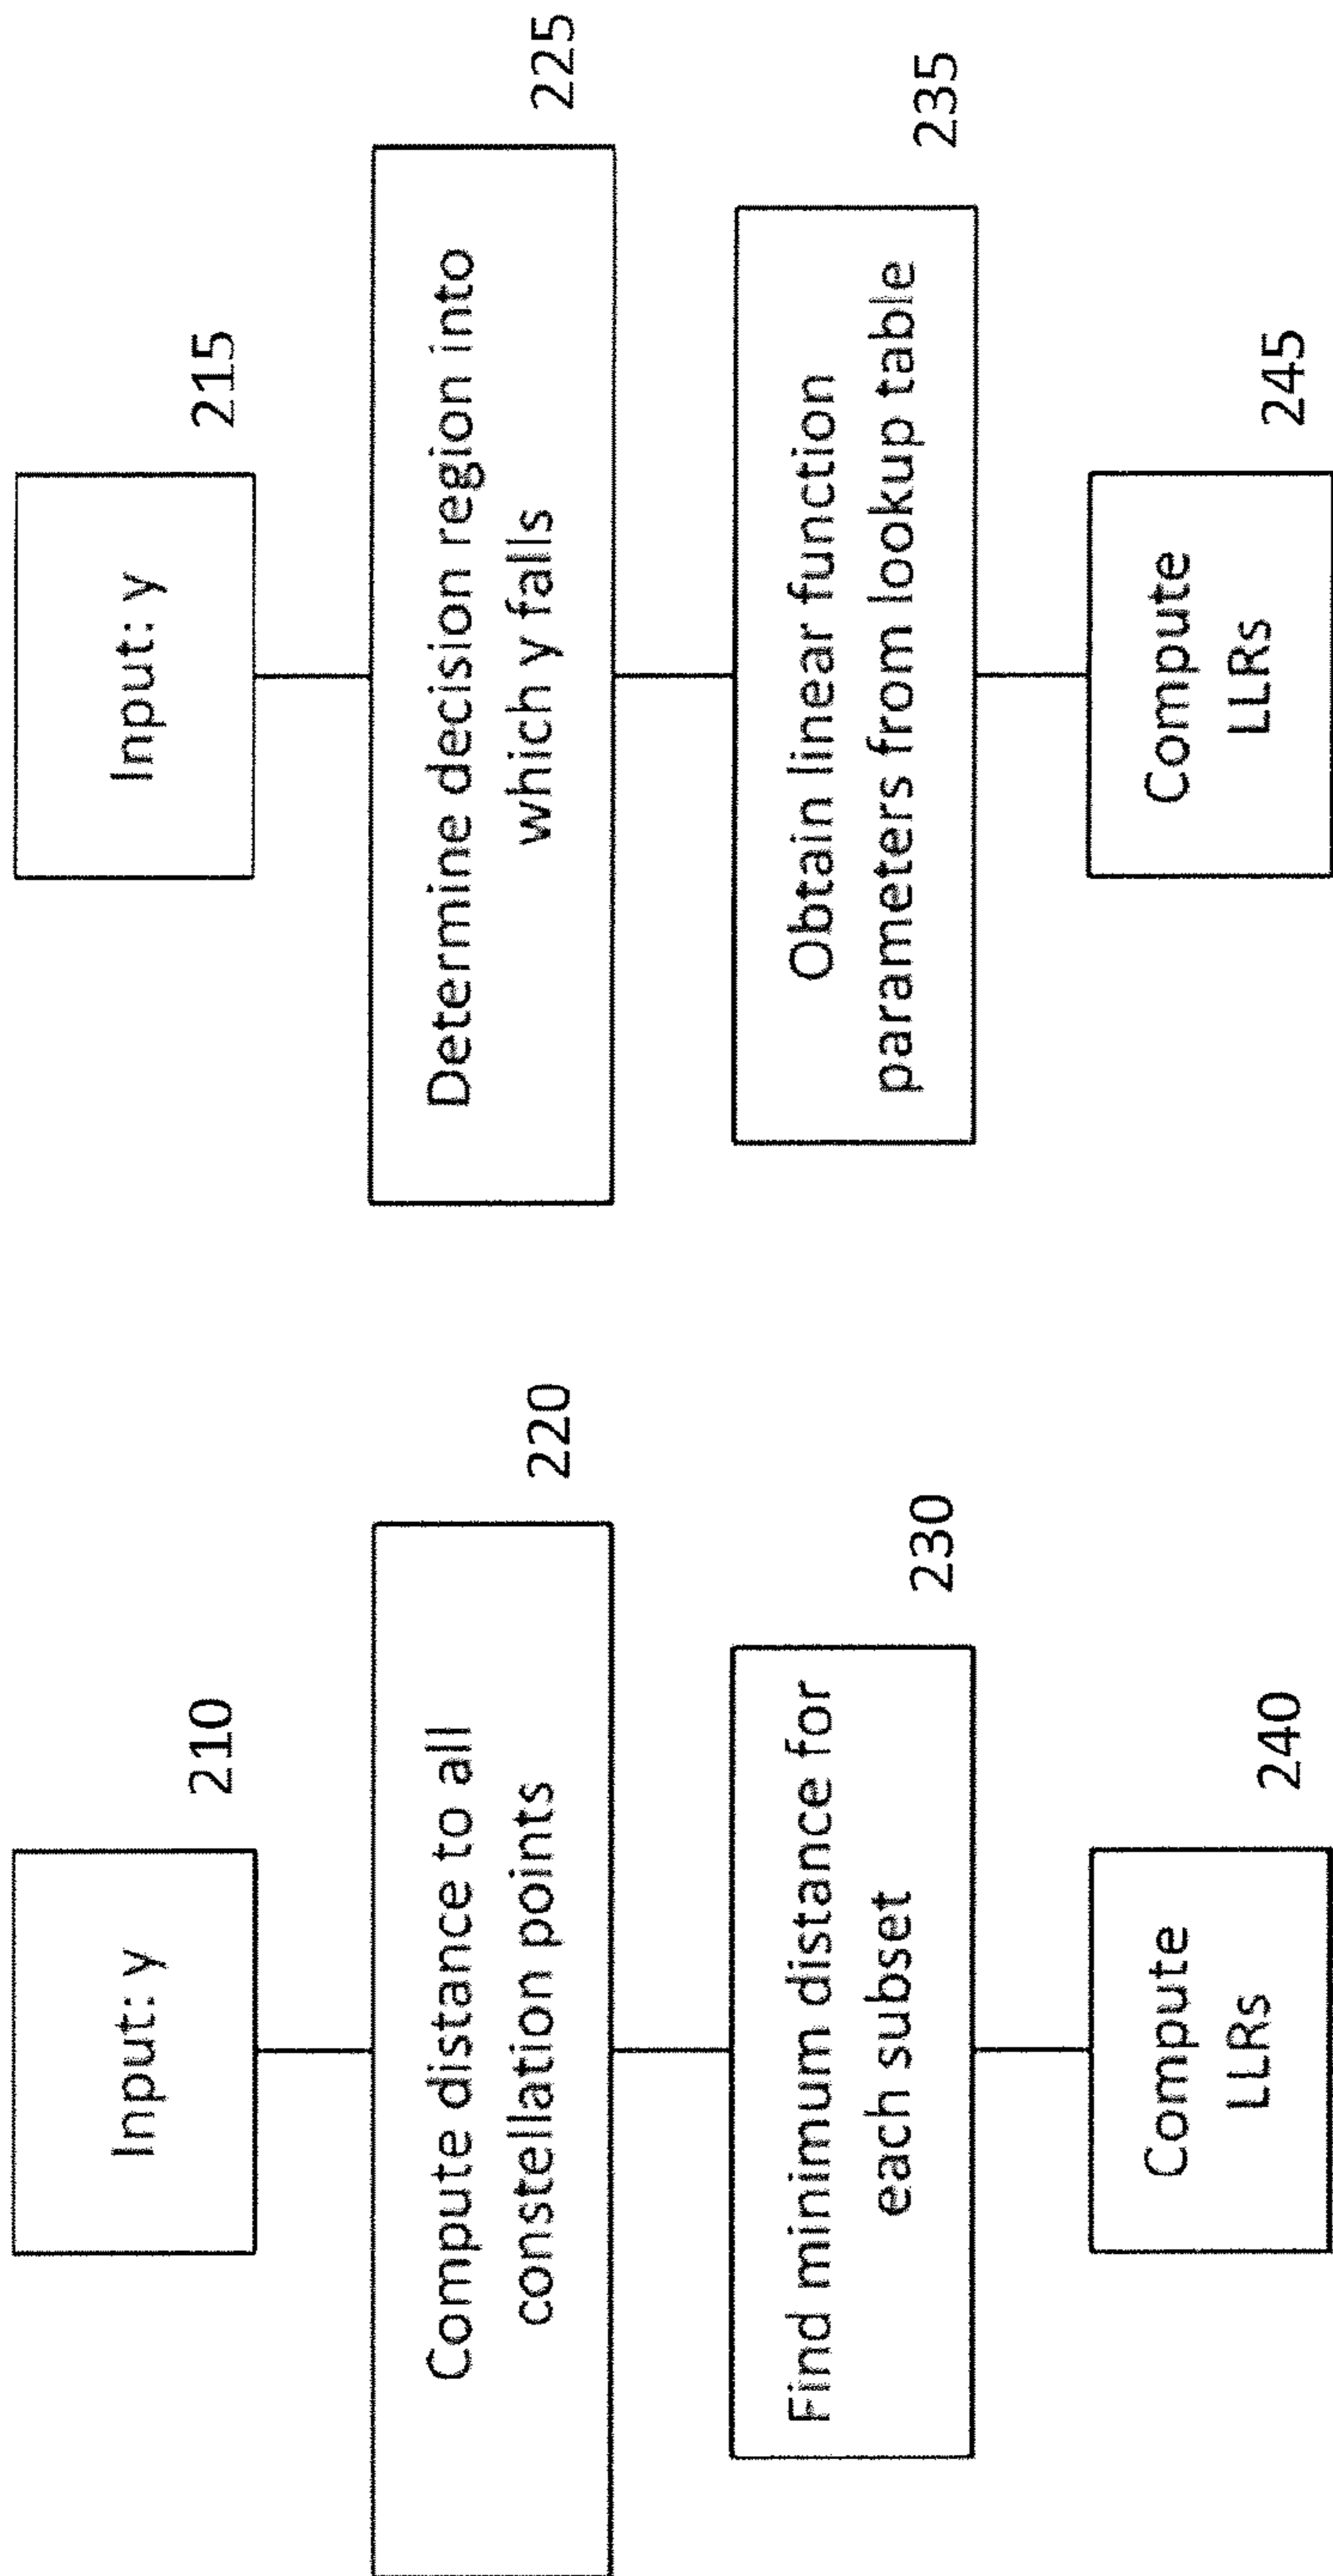 Input: y
210
Compute distance to all
constellation points
220
Find minimum distance for
each subset
230
Compute
LLRs
240
Input: y
215
Determine decision region into
which y falls
225
Obtain linear function
parameters from lookup table
235
Compute
LLRs
245